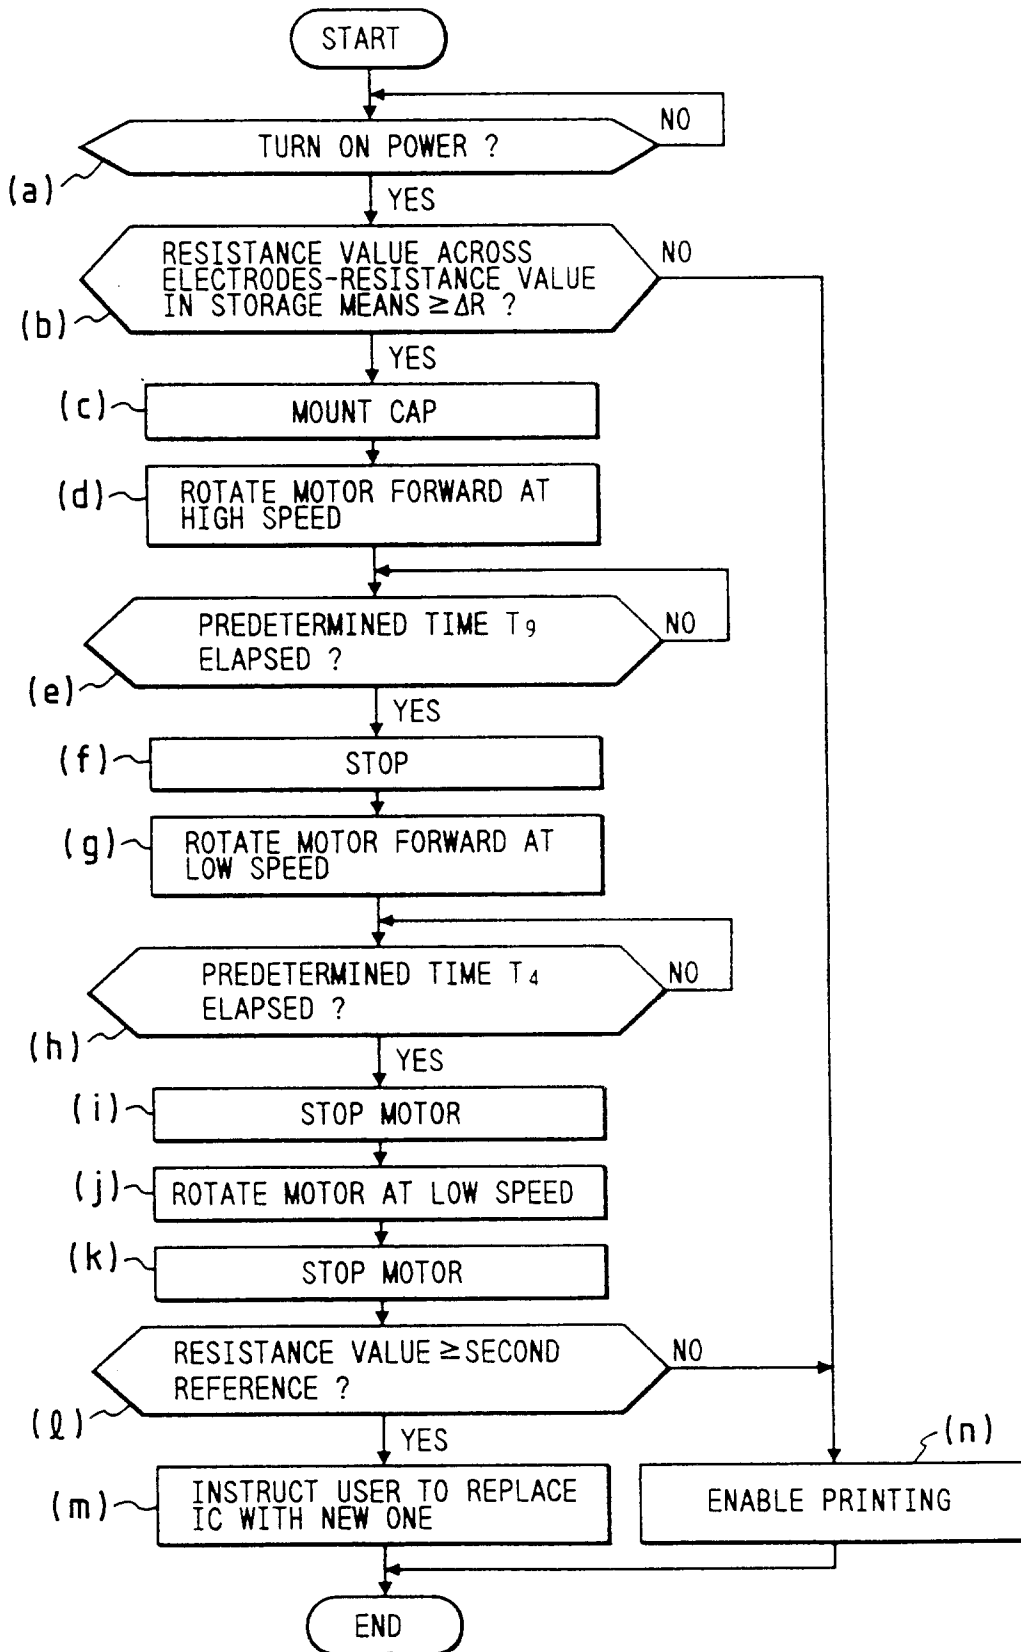 START
NO
TURN ON POWER ?
(a)
YES
RESISTANCE VALUE ACROSS
ELECTRODES-RESISTANCE VALUE
IN STORAGE MEANS ≥ ΔR ?
NO
(b)
YES
(c)
MOUNT CAP
(d)
ROTATE MOTOR FORWARD AT
HIGH SPEED
PREDETERMINED TIME T9
ELAPSED ?
NO
(e)
YES
(f)
STOP
(g)
ROTATE MOTOR FORWARD AT
LOW SPEED
PREDETERMINED TIME T4
ELAPSED ?
NO
(h)
YES
(i)
STOP MOTOR
(j)
ROTATE MOTOR AT LOW SPEED
(k)
STOP MOTOR
RESISTANCE VALUE ≥ SECOND
REFERENCE ?
NO
(ℓ)
YES
(n)
(m)
INSTRUCT USER TO REPLACE
IC WITH NEW ONE
ENABLE PRINTING
END